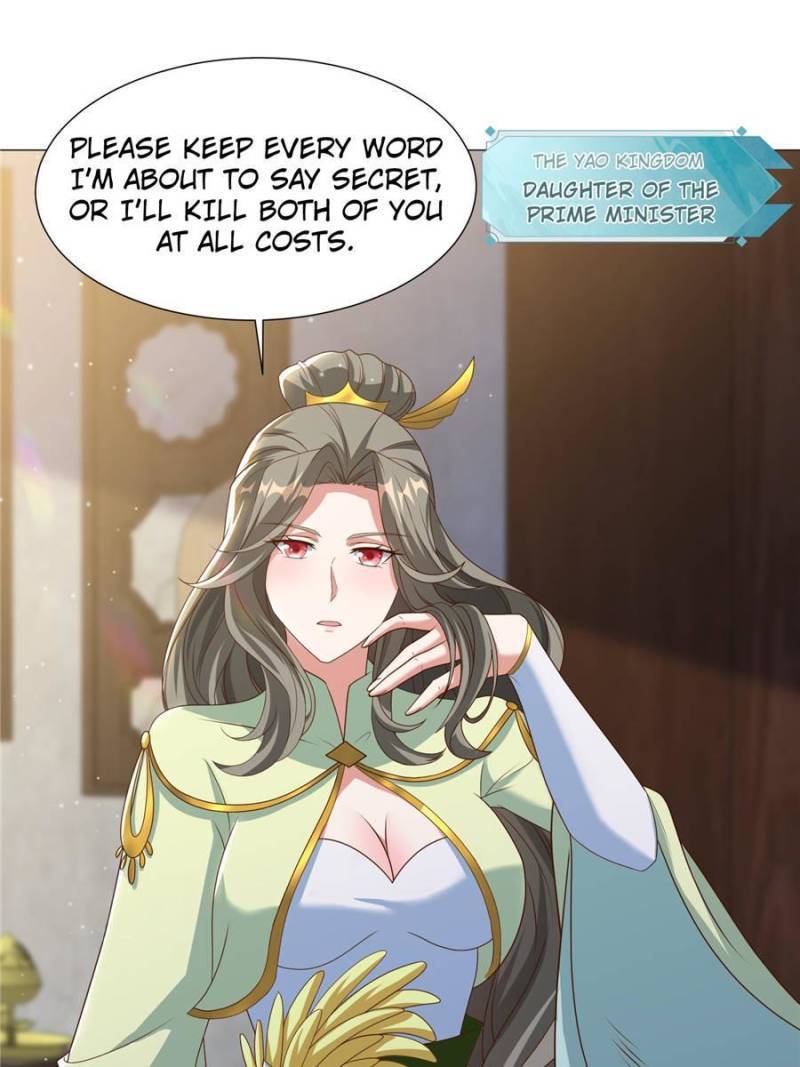 PLEASE KEEP EVERY WORD
I'M ABOUT TO SAY SECRET,
OR I'LL KILL BOTH OF YOU
AT ALL COSTS.
THE YAO KINGDOM
DAUGHTER OF THE
PRIME MINISTER